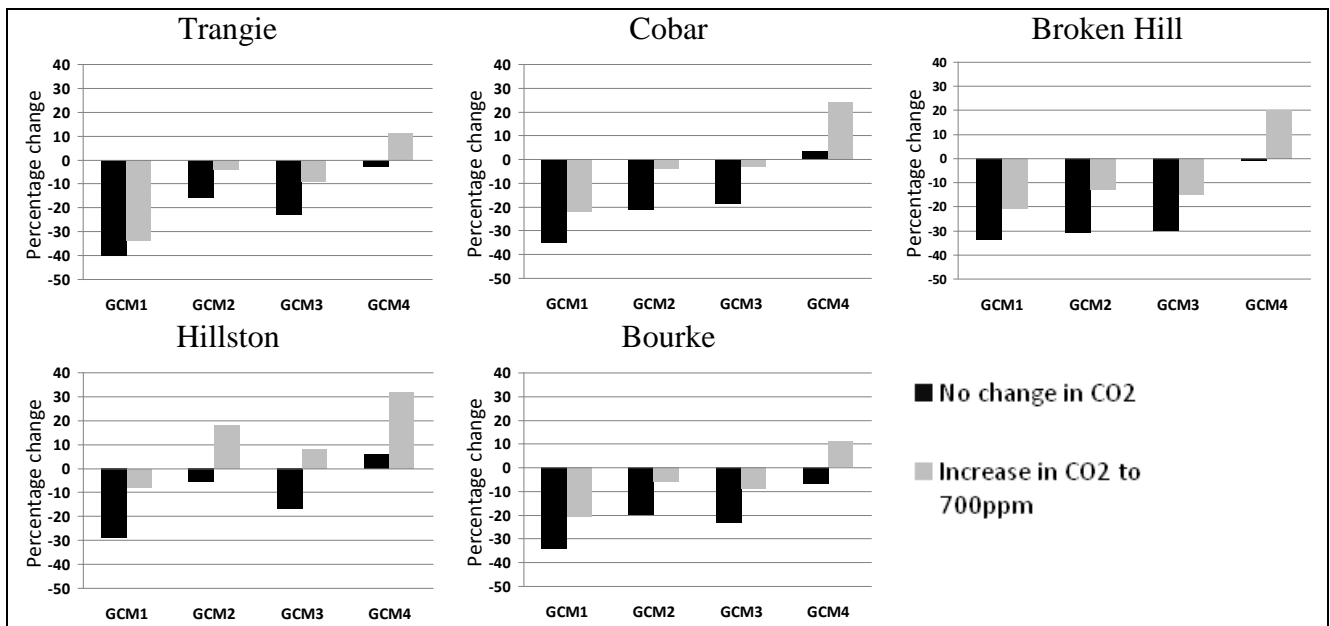 Trangie
Percentage change
40
30
20
10
0
-10
-20
-30
-40
-50
GCM1 GCM2 GCM3 GCM4
Cobar
Percentage change
40
30
20
10
0
-10
-20
-30
-40
-50
GCM1 GCM2 GCM3 GCM4
Broken Hill
Percentage change
40
30
20
10
0
-10
-20
-30
-40
-50
GCM1 GCM2 GCM3 GCM4
Hillston
Percentage change
40
30
20
10
0
-10
-20
-30
-40
-50
GCM1 GCM2 GCM3 GCM4
Bourke
Percentage change
40
30
20
10
0
-10
-20
-30
-40
-50
GCM1 GCM2 GCM3 GCM4
No change in CO2
Increase in CO2 to
700ppm